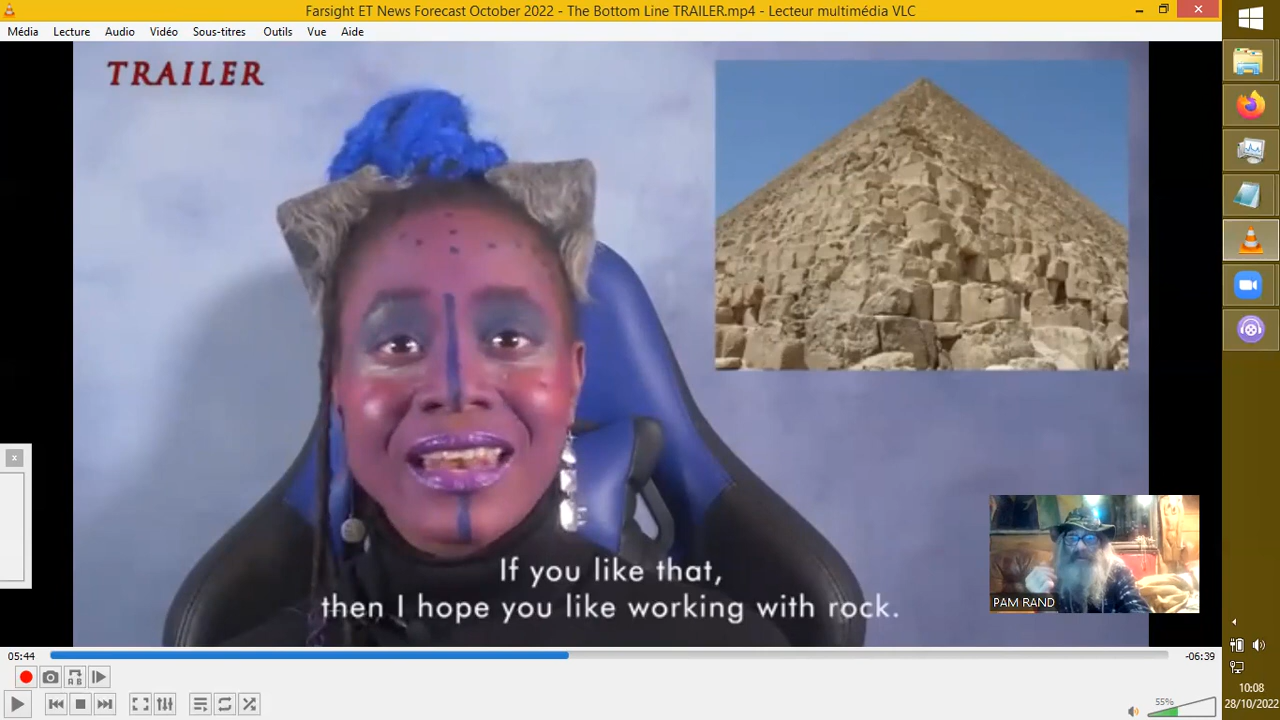 Farsight ET News Forecast October 2022 - The Bottom Line TRAILER.mp4 - Lecteur multimédia VLC
Média Lecture Audio Vidéo Sous-titres Outils Vue Aide
TRAILER
If you like that,
then I hope you like working with rock.
PAM RAND
05:44
-06:39
A B
55%
10:08
28/10/2022